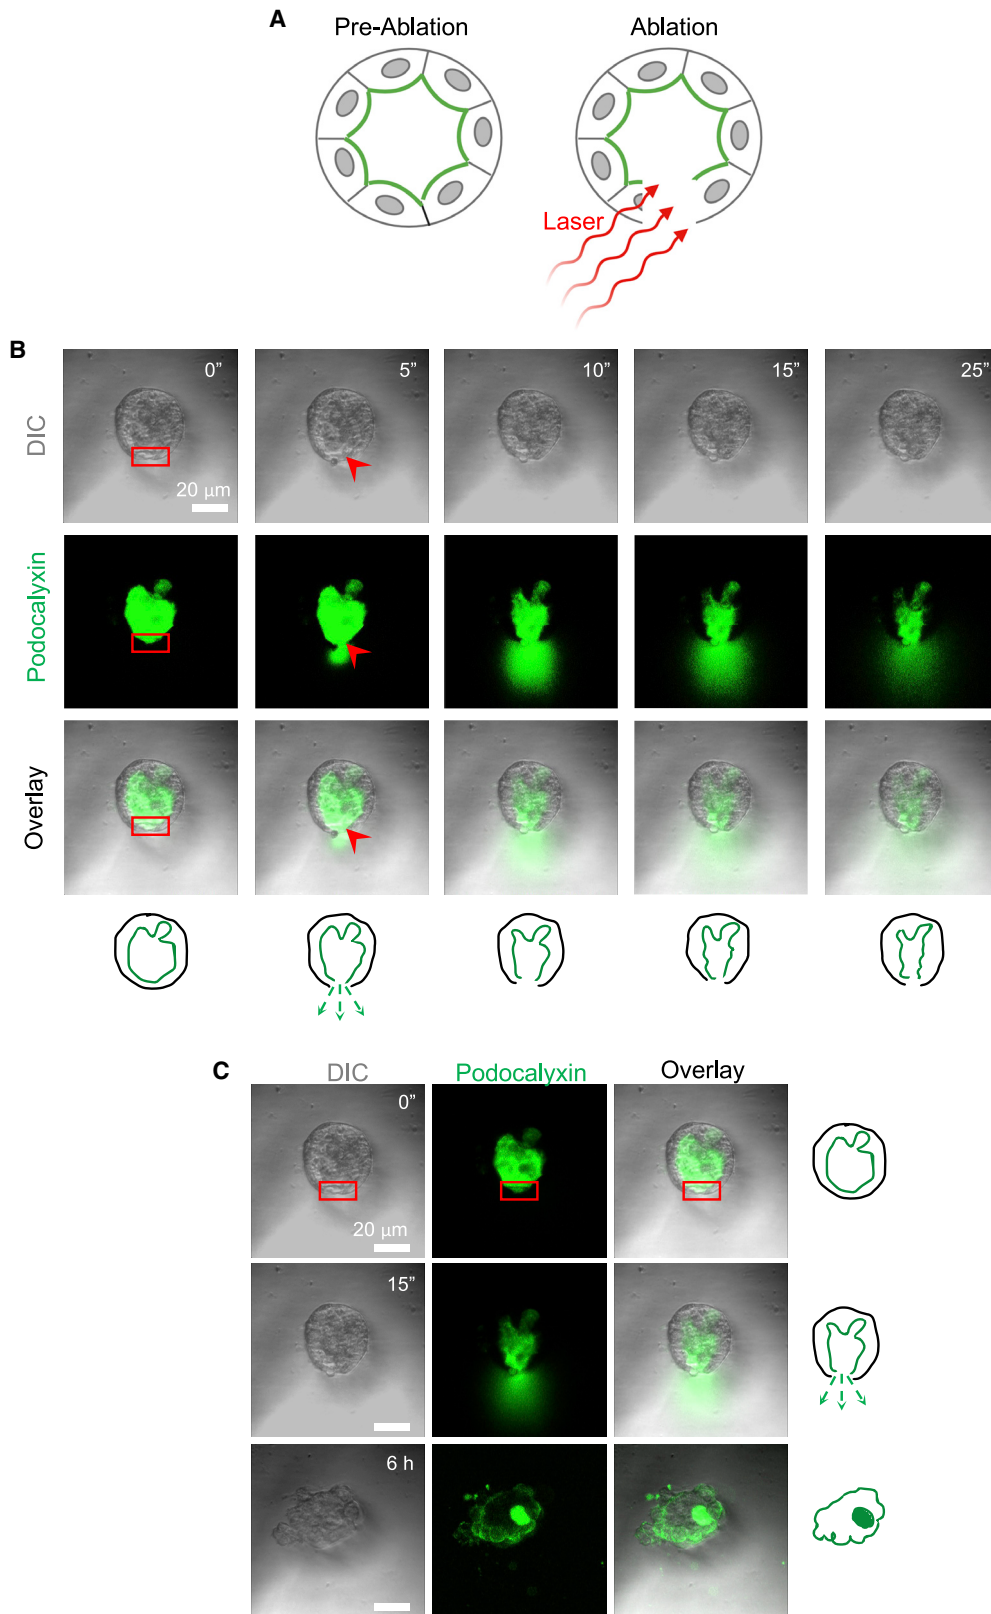 A
Pre-Ablation
Ablation
Laser
B
0”
5”
10”
15”
25”
DIC
20 μm
Podocalyxin
Overlay
C
DIC
Podocalyxin
Overlay
0”
20 μm
15”
6 h